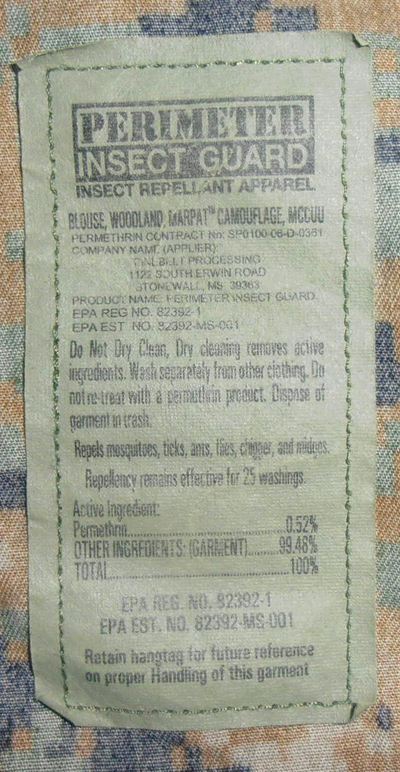 PERIMETER
INSECT GUARD
INSECT REPELLANT APPAREL
BLOUSE, WOODLAND, MARPAT™ CAMOUFLAGE, MCCUU
PERMETHRIN CONTRACT No: SP0100-06-D-0361
COMPANY NAME (APPLIER):
PROCESSING
1122 SOUTH ERWIN ROAD
STONEWALL, MS 39363
PRODUCT NAME: PERIMETER INSECT GUARD
EPA REG NO. 82392-1
EPA EST NO. 82392-MS-001
Do Not Dry Clean, Dry cleaning removes active
ingredients. Wash separately from other clothing. Do
not re-treat with a permethrin product. Dispose of
garment in trash.
Repels mosquitoes, ticks, ants, flies, chigger, and midges.
Repellency remains effective for 25 washings.
Active Ingredient:
Permethrin.....................................0.52%
OTHER INGREDIENTS: (GARMENT).......99.48%
TOTAL..........................................100%
EPA REG. NO. 82392-1
EPA EST. NO. 82392-MS-001
Retain hangtag for future reference
on proper Handling of this garment